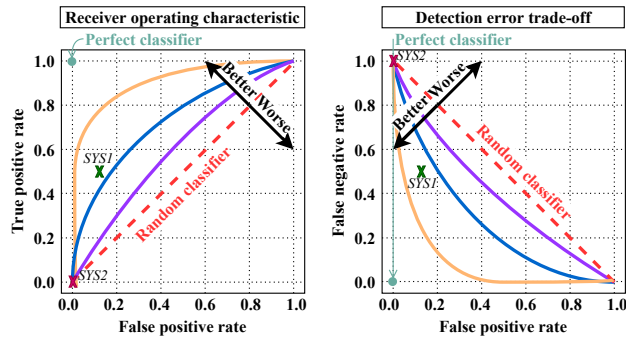 Receiver operating characteristic
Perfect classifier
Better Worse
SYS1
Random classifier
SYS2
True positive rate
1.0
0.8
0.6
0.4
0.2
0.0
0.0 0.2 0.4 0.6 0.8 1.0
False positive rate
Detection error trade-off
Perfect classifier
SYS2
Better Worse
SYS1
Random classifier
False negative rate
1.0
0.8
0.6
0.4
0.2
0.0
0.0 0.2 0.4 0.6 0.8 1.0
False positive rate